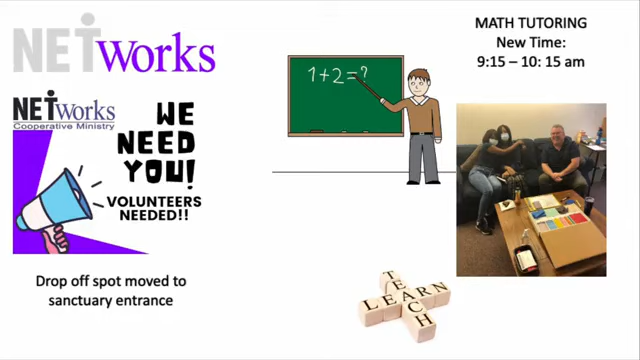 NETWorks
NETWorks
Cooperative Ministry
WE
NEED
YOU!
VOLUNTEERS
NEEDED!!
Drop off spot moved to
sanctuary entrance
1+2=?
TEACH
LEARN
MATH TUTORING
New Time:
9:15 – 10: 15 am